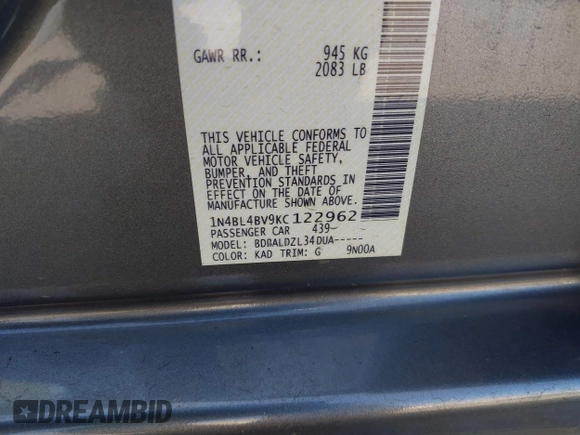 GAWR RR.: 945 KG
2083 LB
THIS VEHICLE CONFORMS TO
ALL APPLICABLE FEDERAL
MOTOR VEHICLE SAFETY,
BUMPER, AND THEFT
PREVENTION STANDARDS IN
EFFECT ON THE DATE OF
MANUFACTURE SHOWN ABOVE.
1N4BL4BV9KC122962
PASSENGER CAR 439-
MODEL: BDBALDZL34DUA-----
COLOR: KAD TRIM: G 9N00A
DREAMBID